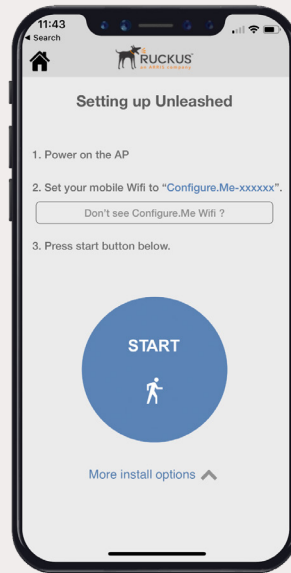 11:43
Search
RUCKUS
an ARRIS company
Setting up Unleashed
1. Power on the AP
2. Set your mobile Wifi to “Configure.Me-xxxxxx”.
Don't see Configure.Me Wifi ?
3. Press start button below.
START
More install options